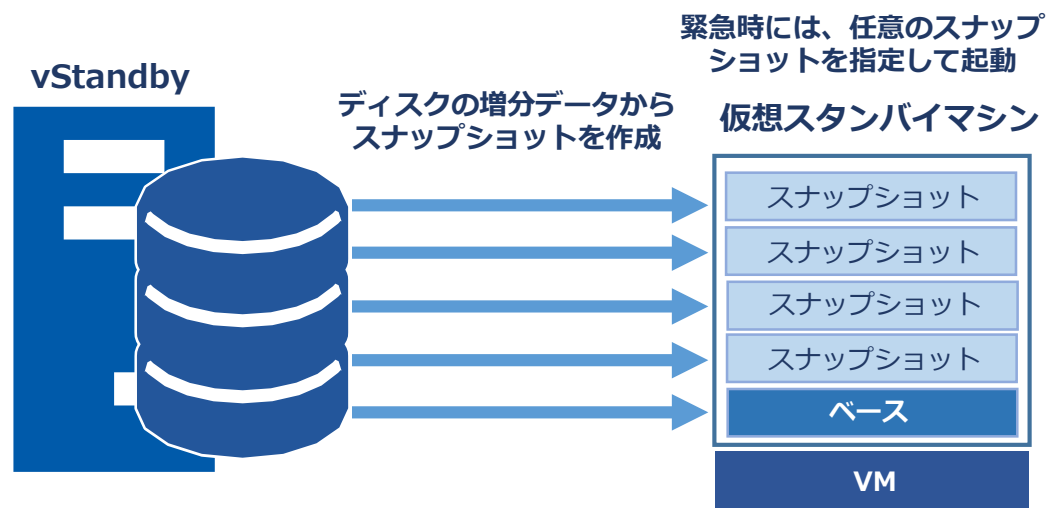 緊急時には、任意のスナップ
ショットを指定して起動
vStandby
ディスクの増分データから
スナップショットを作成
仮想スタンバイマシン
スナップショット
スナップショット
スナップショット
スナップショット
ベース
VM